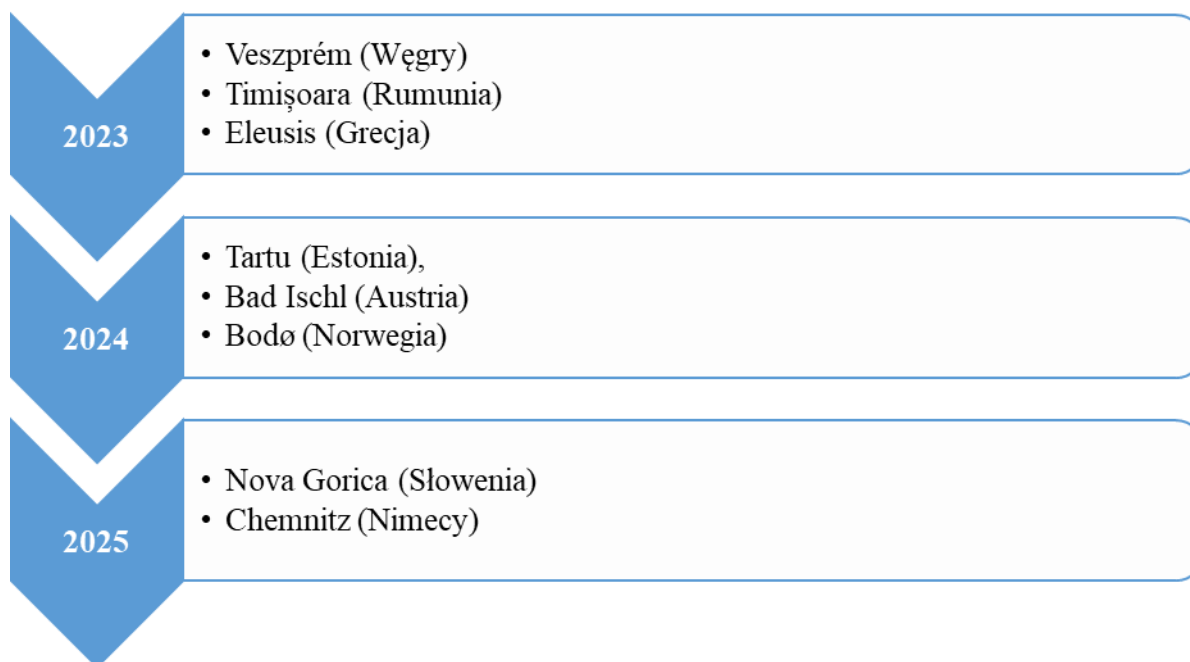 2023
• Veszprém (Węgry)
• Timișoara (Rumunia)
• Eleusis (Grecja)
2024
• Tartu (Estonia),
• Bad Ischl (Austria)
• Bodø (Norwegia)
2025
• Nova Gorica (Słowenia)
• Chemnitz (Nimecy)